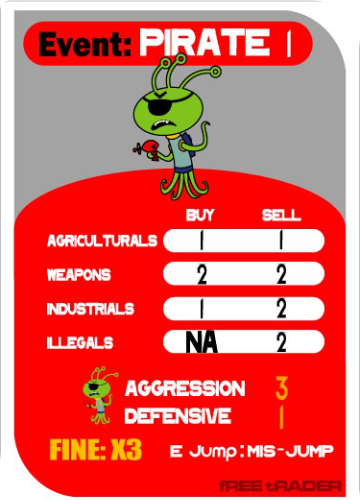 Event: PIRATE 1
BUY SELL
AGRICULTURALS 1 1
WEAPONS 2 2
INDUSTRIALS 1 2
ILLEGALS NA 2
AGGRESSION 3
DEFENSIVE 1
FINE: X3 E Jump: MIS-JUMP
fREE tRADER